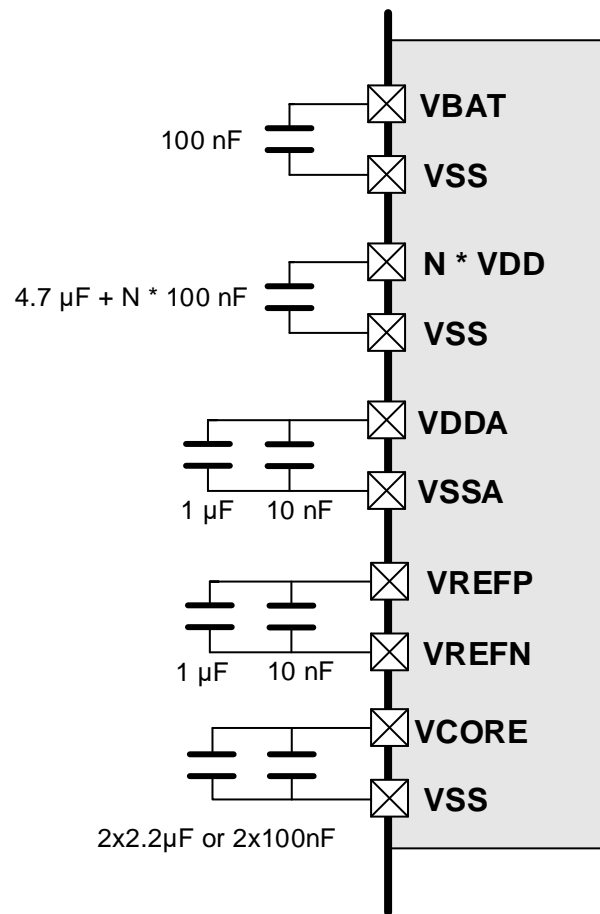 VBAT
100 nF
VSS
N * VDD
4.7 µF + N * 100 nF
VSS
VDDA
VSSA
1 µF 10 nF
VREFP
VREFN
1 µF 10 nF
VCORE
VSS
2x2.2µF or 2x100nF